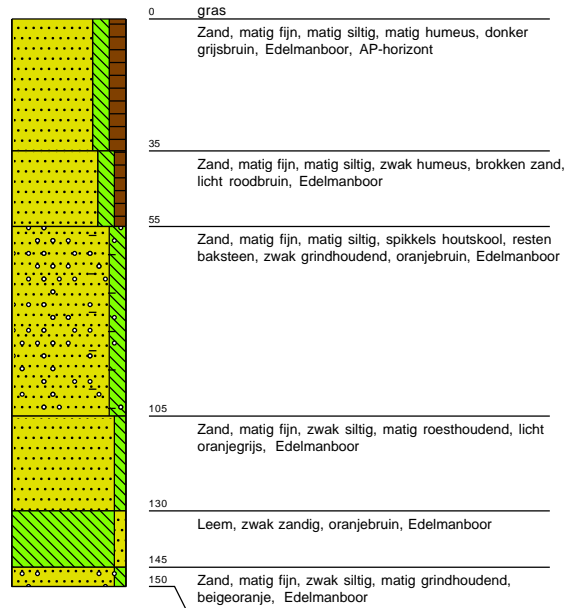 0 gras
Zand, matig fijn, matig siltig, matig humeus, donker
grijsbruin, Edelmanboor, AP-horizont
35
Zand, matig fijn, matig siltig, zwak humeus, brokken zand,
licht roodbruin, Edelmanboor
55
Zand, matig fijn, matig siltig, spikkels houtskool, resten
baksteen, zwak grindhoudend, oranjebruin, Edelmanboor
105
Zand, matig fijn, zwak siltig, matig roesthoudend, licht
oranjegrijs, Edelmanboor
130
Leem, zwak zandig, oranjebruin, Edelmanboor
145
150 Zand, matig fijn, zwak siltig, matig grindhoudend,
beigeoranje, Edelmanboor